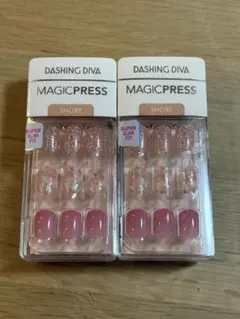 DASHING DIVA
MAGICPRESS
SHORT
SUPER
SLIM
FIT
DASHING DIVA
MAGICPRESS
SHORT
SUPER
SLIM
FIT